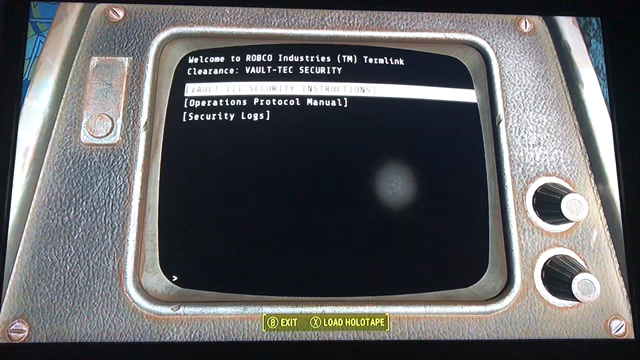 Welcome to ROBCO Industries (TM) Termlink
Clearance: VAULT-TEC SECURITY
[VAULT 111 SECURITY INSTRUCTIONS]
[Operations Protocol Manual]
[Security Logs]
>
(B) EXIT (X) LOAD HOLOTAPE